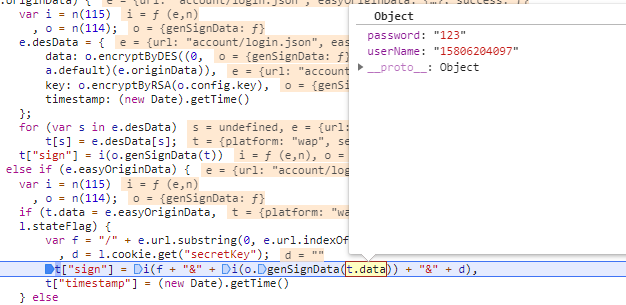 .originData) { e = {url: "account/login.json", easyOriginData: {…}, success: ƒ}
var i = n(115) i = ƒ (e,n)
, o = n(114); o = {genSignData: ƒ}
e.desData = { e = {url: "account/login.json", eas
data: o.encryptByDES((0, o = {genSignData: ƒ
a.default)(e.originData)), e = {url: "accou
key: o.encryptByRSA(o.config.key), o = {genSi
timestamp: (new Date).getTime()
};
for (var s in e.desData) s = undefined, e = {url:
t[s] = e.desData[s]; t = {platform: "wap", se
t["sign"] = i(o.genSignData(t)) i = ƒ (e,n), o =
else if (e.easyOriginData) { e = {url: "account/log
var i = n(115) i = ƒ (e,n)
, o = n(114); o = {genSignData: ƒ}
if (t.data = e.easyOriginData, t = {platform: "wap
l.stateFlag) {
var f = "/" + e.url.substring(0, e.url.indexOf
, d = l.cookie.get("secretKey"); d = ""
t["sign"] = i(f + "&" + i(o.genSignData(t.data)) + "&" + d),
t["timestamp"] = (new Date).getTime()
} else
Object
password: "123"
userName: "15806204097"
▶ __proto__: Object